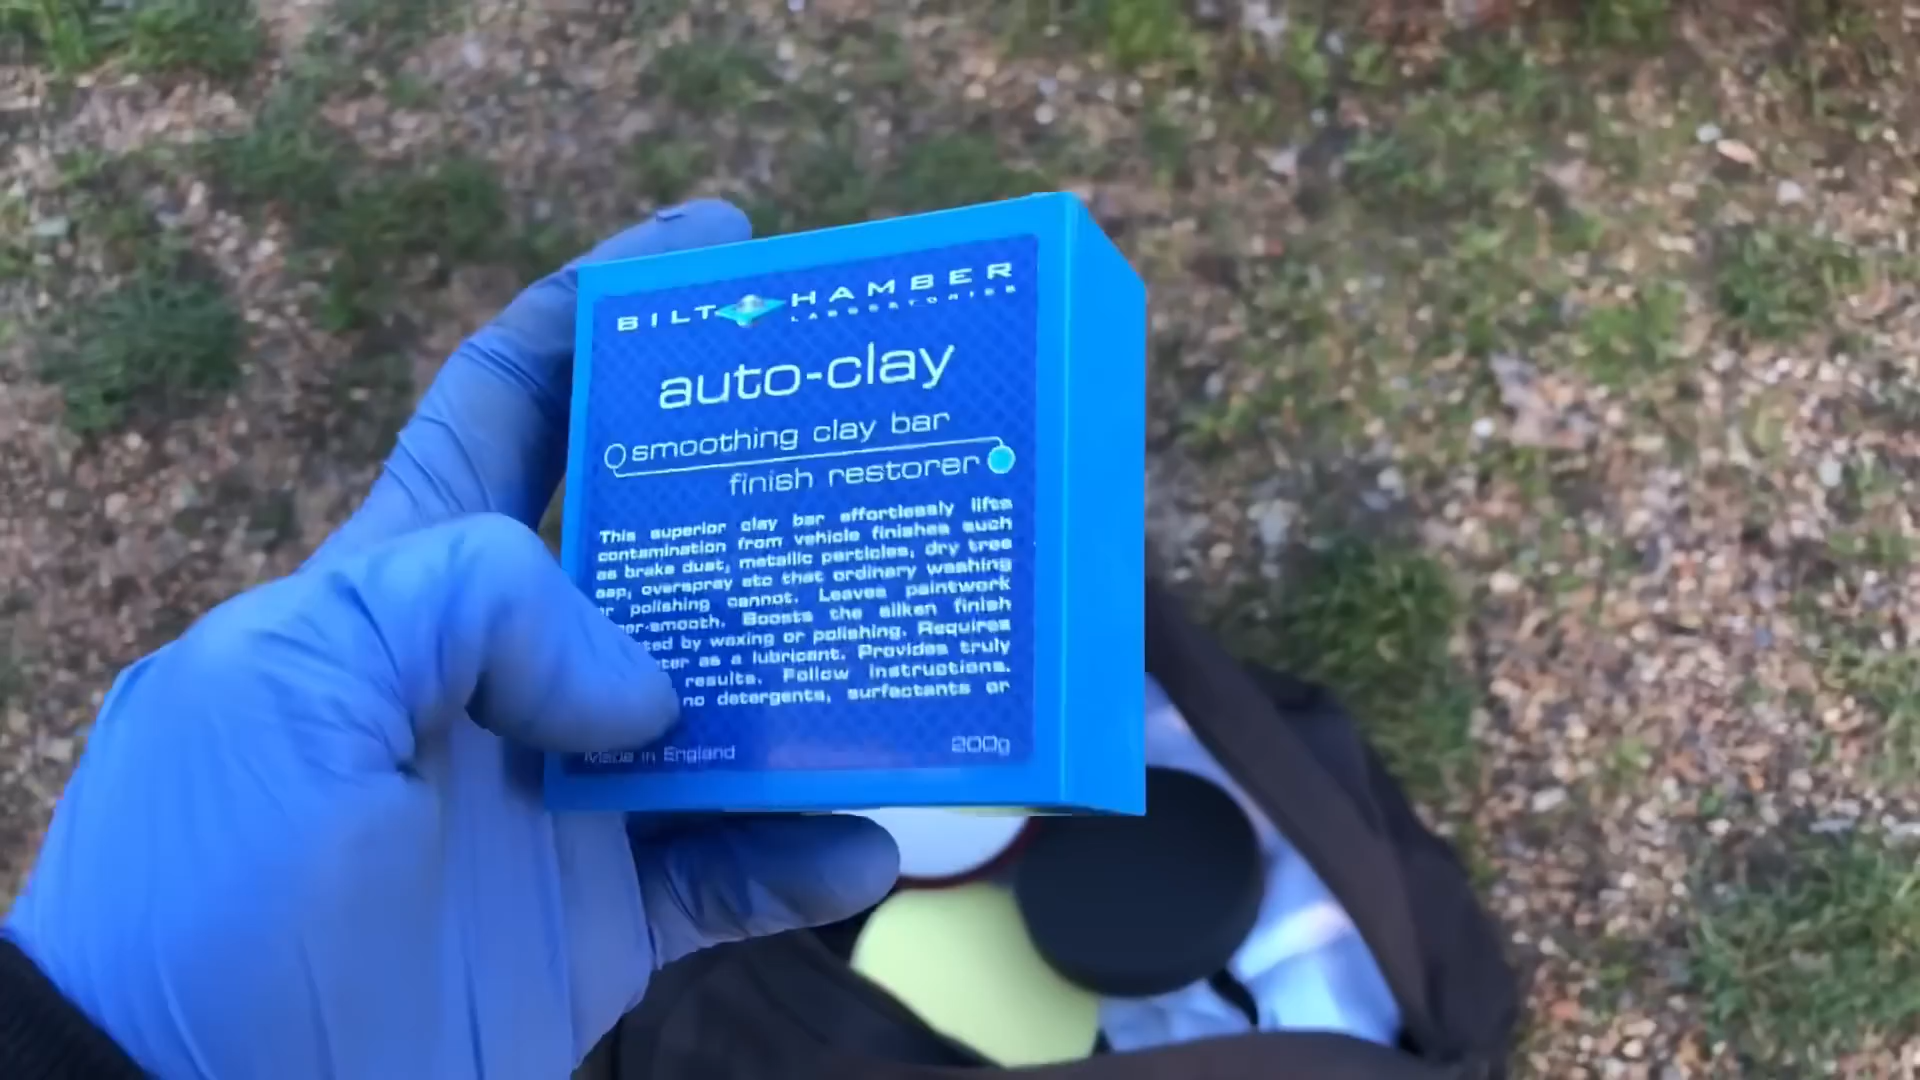 BILT HAMBER
LABORATORIES
auto-clay
smoothing clay bar
finish restorer
This superior clay bar effortlessly lifts
contamination from vehicle finishes such
as brake dust, metallic particles, dry tree
sap, overspray etc that ordinary washing
polishing cannot. Leaves paintwork
smooth. Boosts the silken finish
by waxing or polishing. Requires
as a lubricant. Provides truly
results. Follow instructions.
no detergents, surfactants or
Made in England
200g